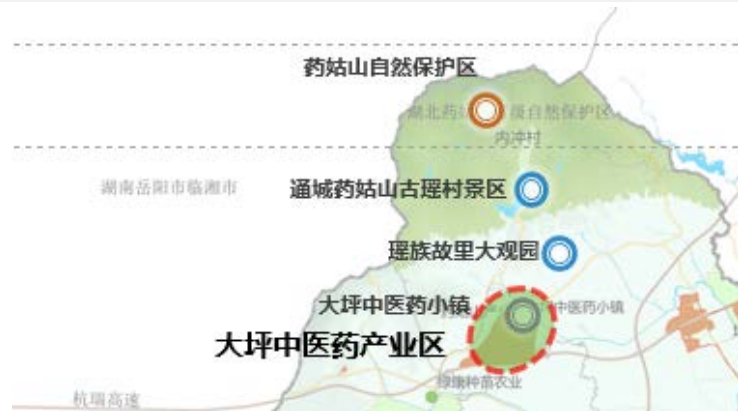 药姑山自然保护区
湖北药姑
级自然保护区
内冲村
湖南岳阳市临湘市
通城药姑山古瑶村景区
瑶族故里大观园
大坪中医药小镇
中医药小镇
大坪中医药产业区
绿康种苗农业
杭瑞高速